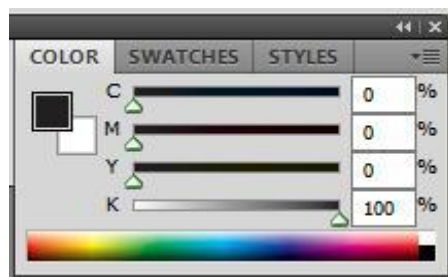 COLOR SWATCHES STYLES
C 0 %
M 0 %
Y 0 %
K 100 %